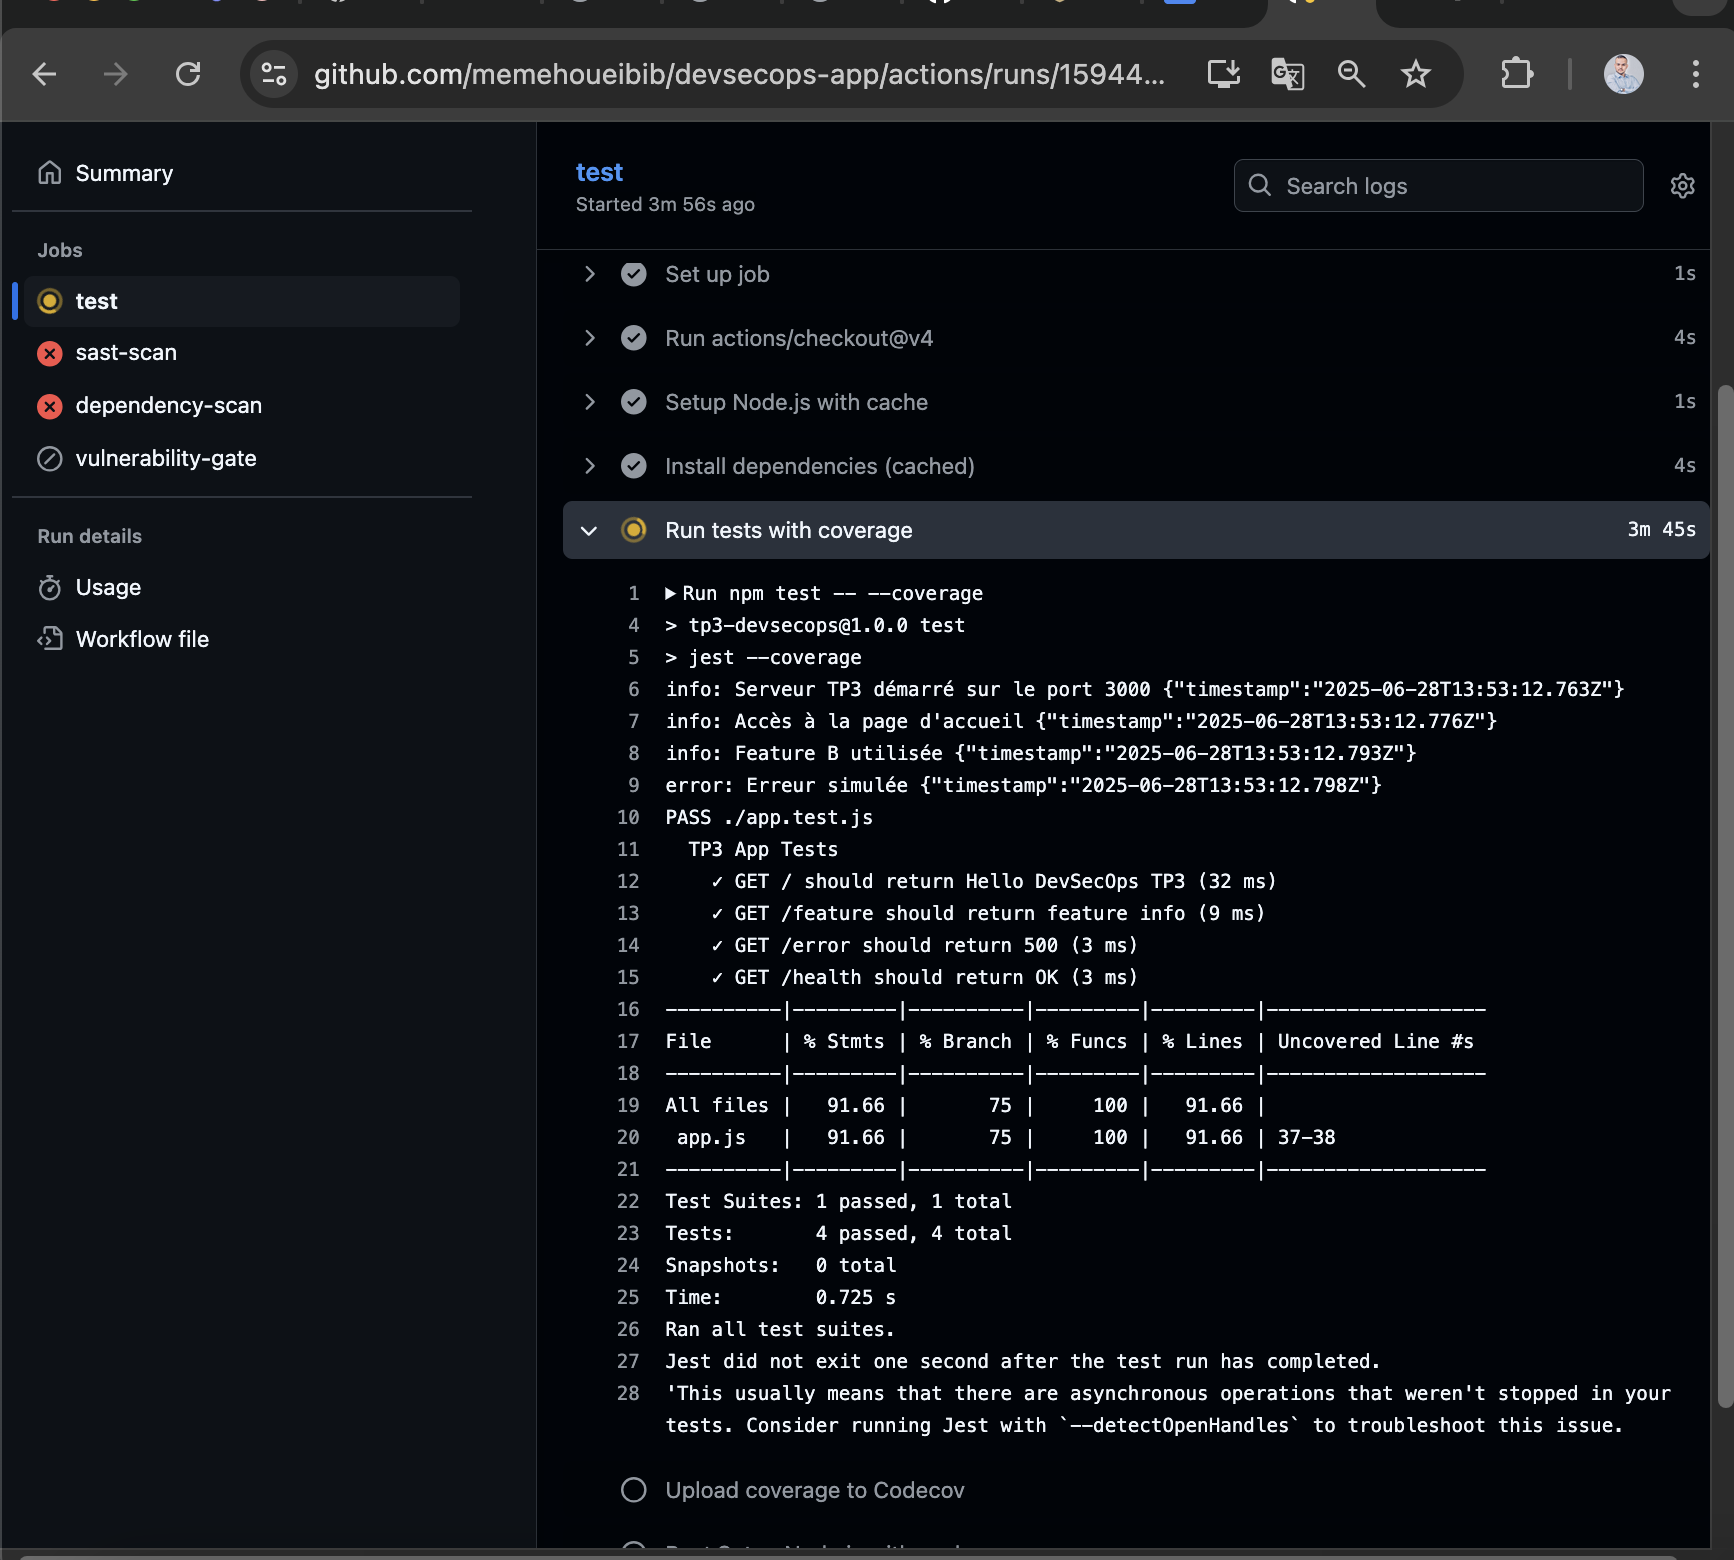 github.com/memehoueibib/devsecops-app/actions/runs/15944...
Summary
Jobs
test
sast-scan
dependency-scan
vulnerability-gate
Run details
Usage
Workflow file
test
Started 3m 56s ago
Search logs
Set up job 1s
Run actions/checkout@v4 4s
Setup Node.js with cache 1s
Install dependencies (cached) 4s
Run tests with coverage 3m 45s
1 Run npm test -- --coverage
4 > tp3-devsecops@1.0.0 test
5 > jest --coverage
6 info: Serveur TP3 démarré sur le port 3000 {"timestamp":"2025-06-28T13:53:12.763Z"}
7 info: Accès à la page d'accueil {"timestamp":"2025-06-28T13:53:12.776Z"}
8 info: Feature B utilisée {"timestamp":"2025-06-28T13:53:12.793Z"}
9 error: Erreur simulée {"timestamp":"2025-06-28T13:53:12.798Z"}
10 PASS ./app.test.js
11 TP3 App Tests
12 ✓ GET / should return Hello DevSecOps TP3 (32 ms)
13 ✓ GET /feature should return feature info (9 ms)
14 ✓ GET /error should return 500 (3 ms)
15 ✓ GET /health should return OK (3 ms)
16 ----------|---------|----------|---------|---------|-------------------
17 File | % Stmts | % Branch | % Funcs | % Lines | Uncovered Line #s
18 ----------|---------|----------|---------|---------|-------------------
19 All files | 91.66 | 75 | 100 | 91.66 |
20 app.js | 91.66 | 75 | 100 | 91.66 | 37-38
21 ----------|---------|----------|---------|---------|-------------------
22 Test Suites: 1 passed, 1 total
23 Tests: 4 passed, 4 total
24 Snapshots: 0 total
25 Time: 0.725 s
26 Ran all test suites.
27 Jest did not exit one second after the test run has completed.
28 'This usually means that there are asynchronous operations that weren't stopped in your
tests. Consider running Jest with `--detectOpenHandles` to troubleshoot this issue.
Upload coverage to Codecov